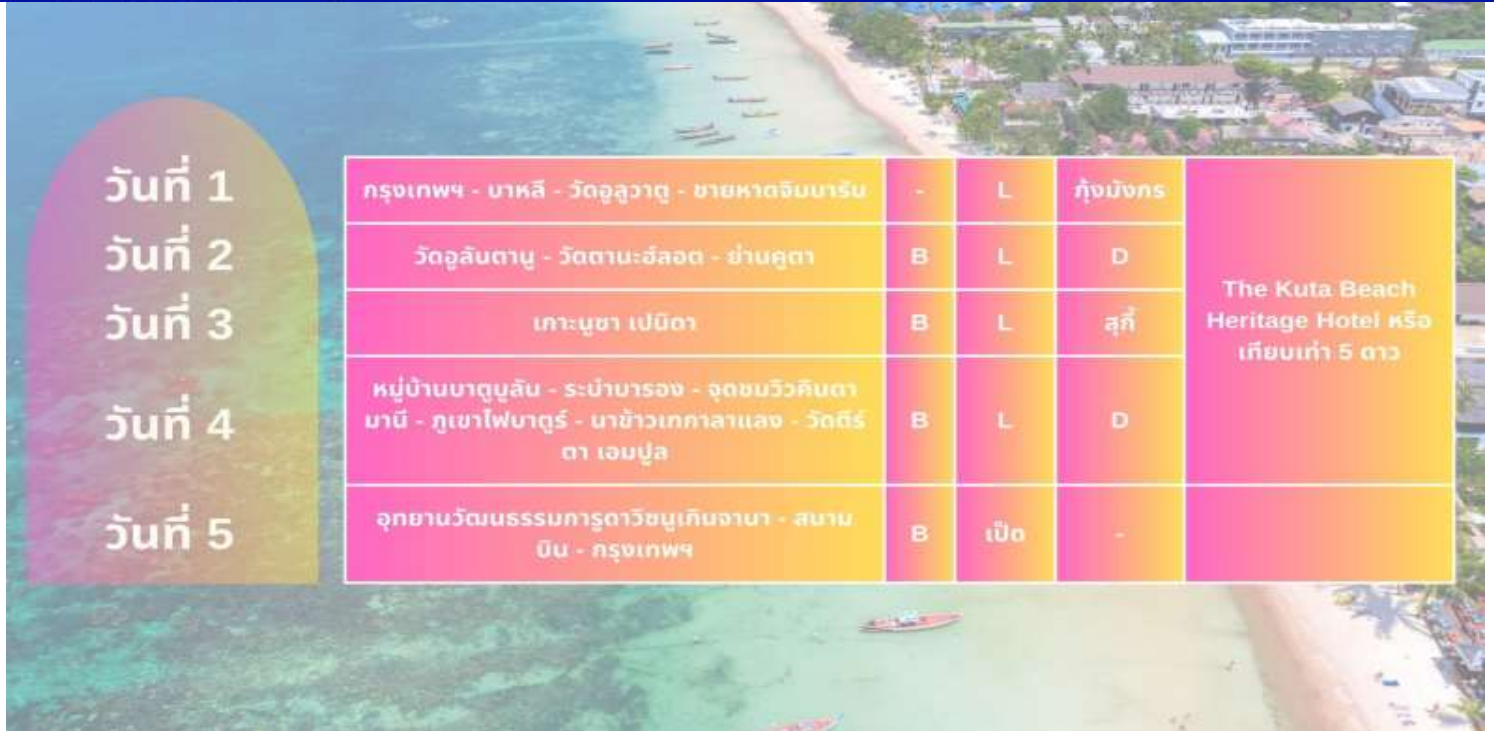 วันที่ 1
กรุงเทพฯ - บาหลี - วัดอูลูวาตู - ชายหาดจิมบารัน
-
L
กุ้งมังกร
วันที่ 2
วัดอูลันดานู - วัดตานะฮ์ลอต - ย่านคูตา
B
L
D
วันที่ 3
เกาะนูซา เปนิดา
B
L
สุกี้
The Kuta Beach
Heritage Hotel หรือ
เทียบเท่า 5 ดาว
วันที่ 4
หมู่บ้านบาตูบูลัน - ระบำบารอง - จุดชมวิวคินตา
มานี - ภูเขาไฟบาตูร์ - นาข้าวเทกาลาแลง - วัดตีร์
ตา เอมปูล
B
L
D
วันที่ 5
อุทยานวัฒนธรรมการูดาวิษนูเกินจานา - สนาม
บิน - กรุงเทพฯ
B
เป็ด
-